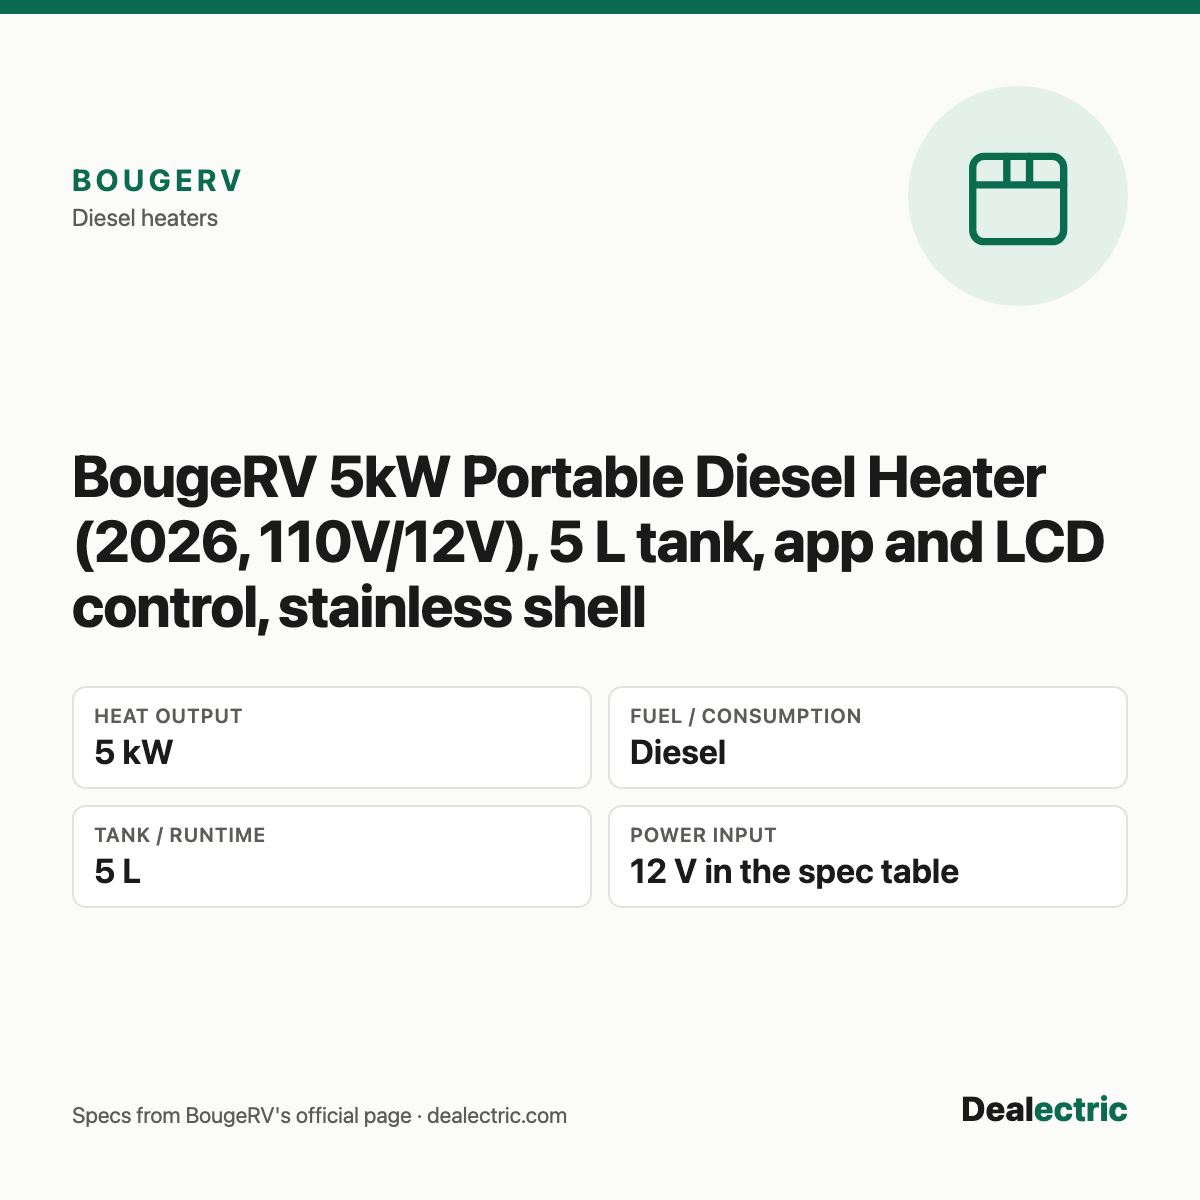 BOUGERV
Diesel heaters
BougeRV 5kW Portable Diesel Heater
(2026, 110V/12V), 5 L tank, app and LCD
control, stainless shell
HEAT OUTPUT
5 kW
FUEL / CONSUMPTION
Diesel
TANK / RUNTIME
5 L
POWER INPUT
12 V in the spec table
Specs from BougeRV's official page · dealectric.com
Dealectric